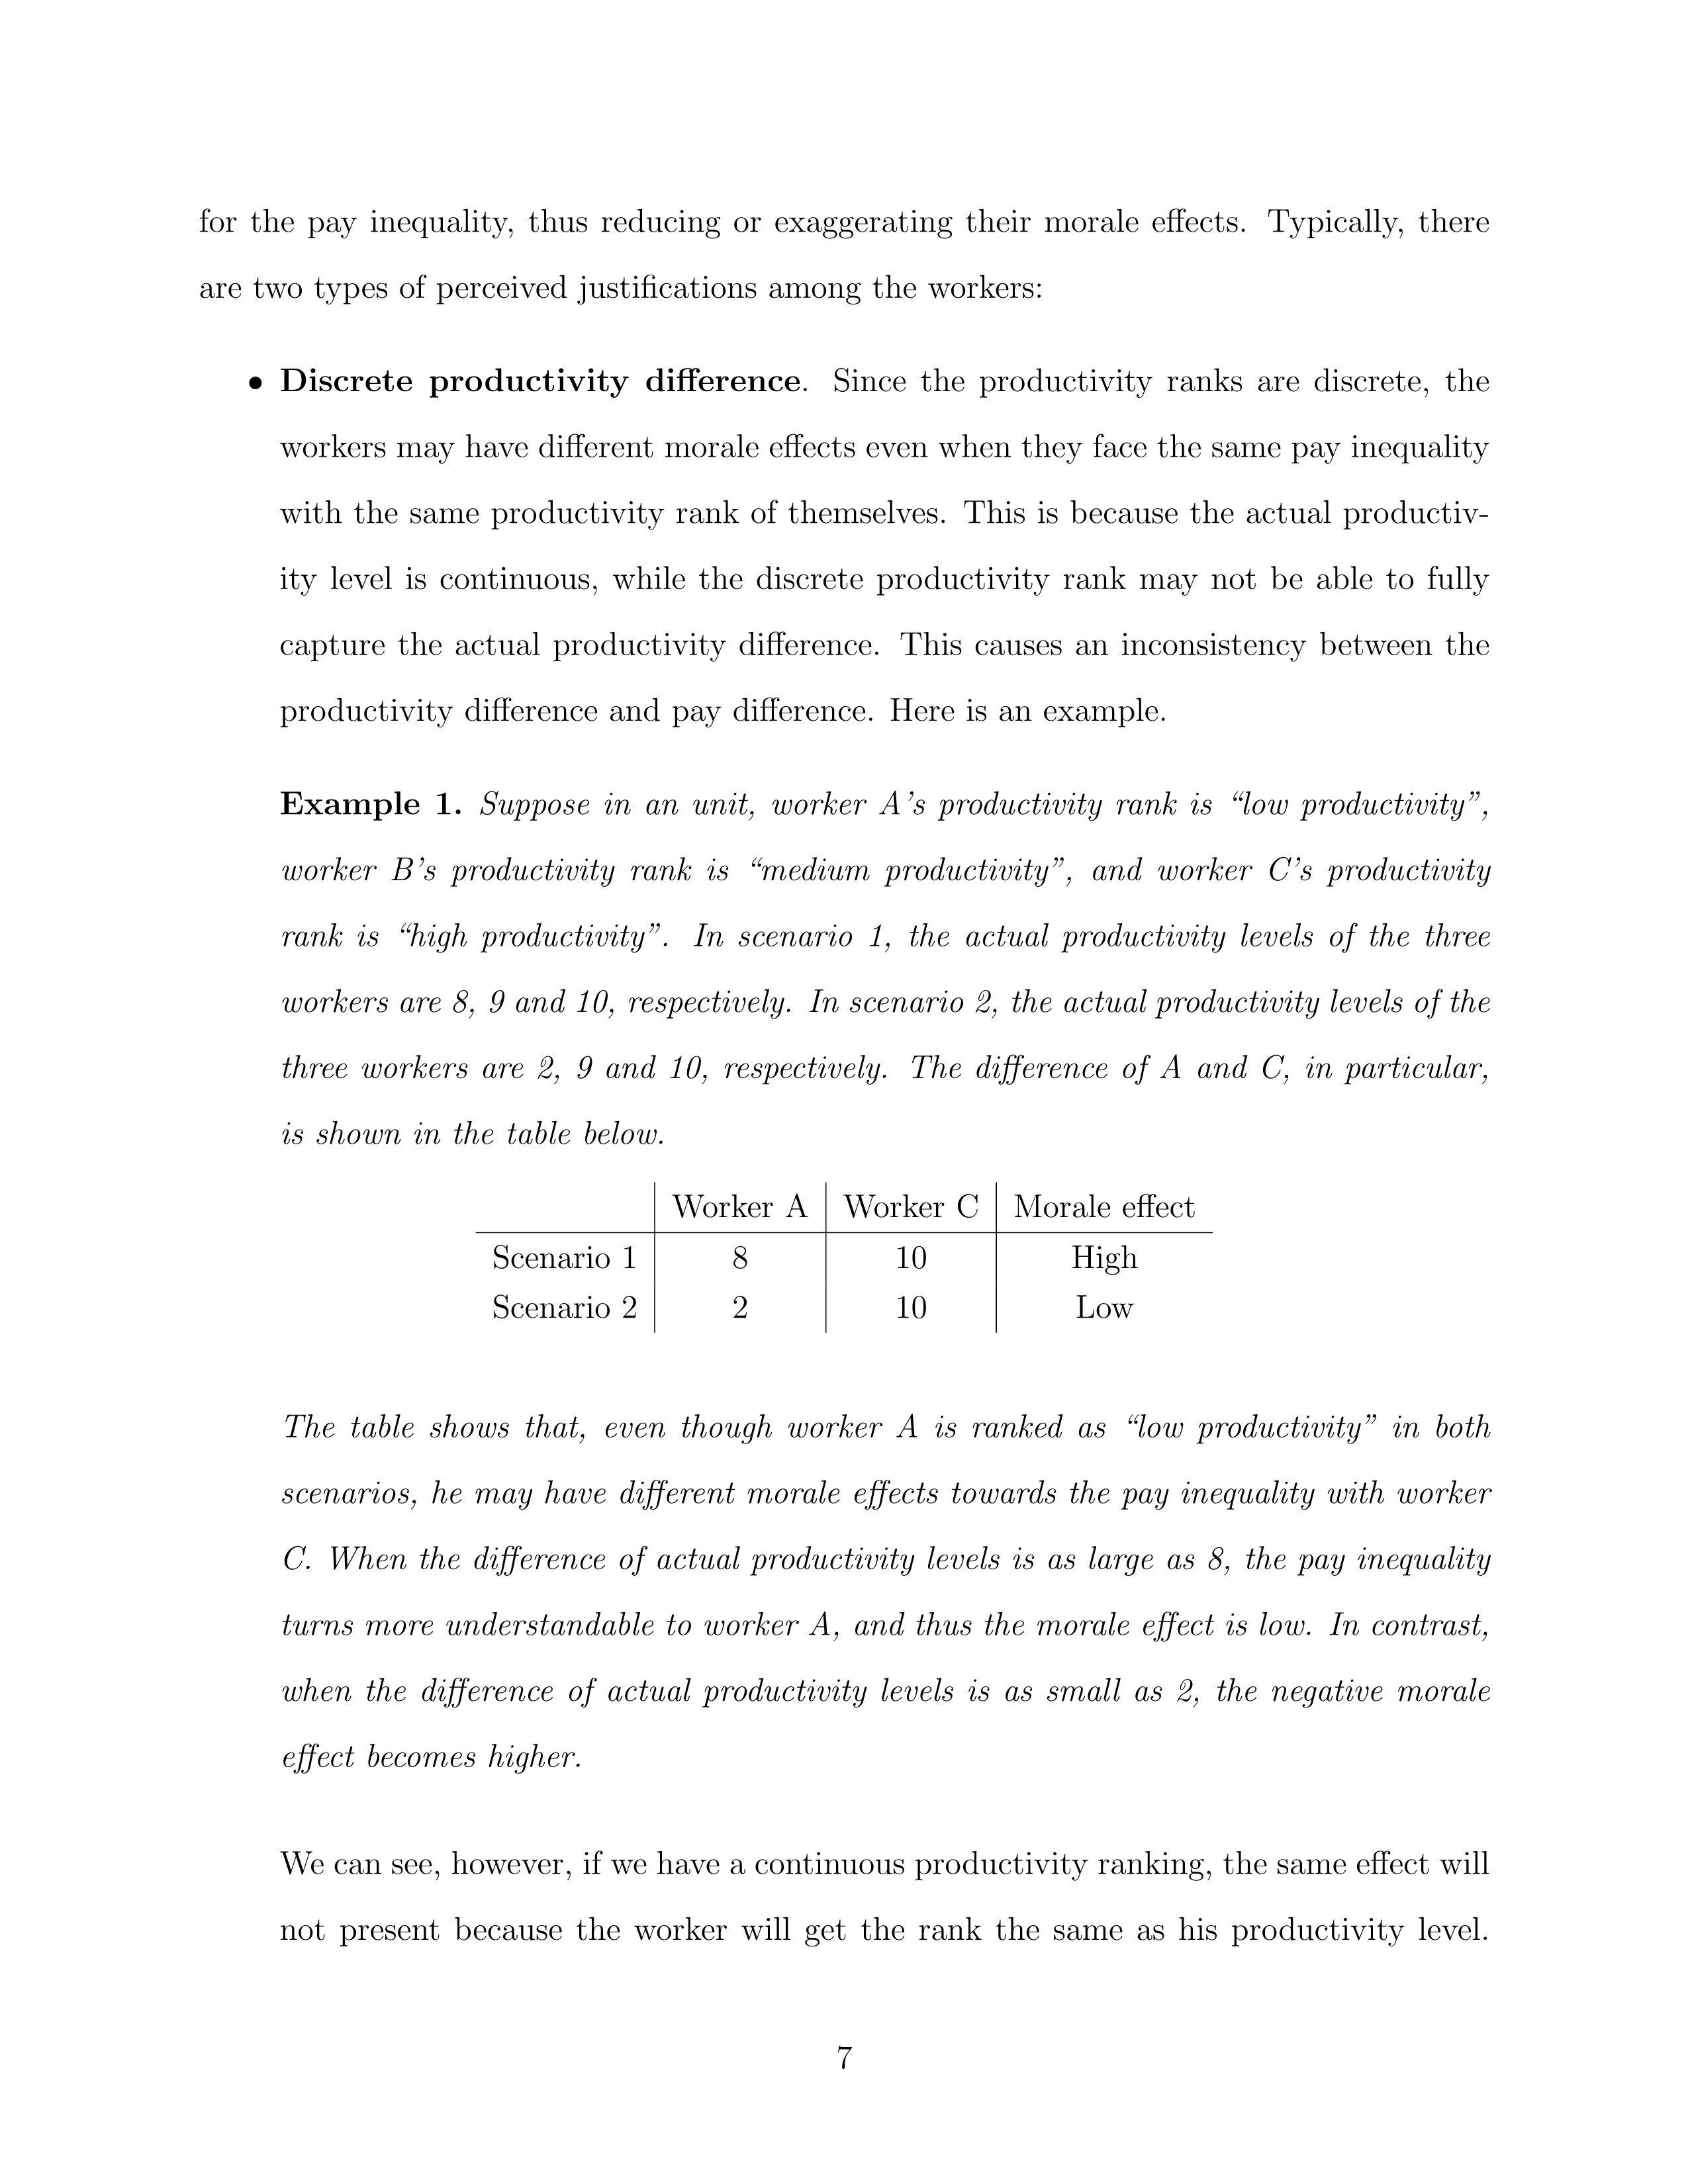 for the pay inequality, thus reducing or exaggerating their morale effects. Typically, there
are two types of perceived justifications among the workers:
• Discrete productivity difference. Since the productivity ranks are discrete, the
workers may have different morale effects even when they face the same pay inequality
with the same productivity rank of themselves. This is because the actual productiv-
ity level is continuous, while the discrete productivity rank may not be able to fully
capture the actual productivity difference. This causes an inconsistency between the
productivity difference and pay difference. Here is an example.
Example 1. Suppose in an unit, worker A's productivity rank is “low productivity”,
worker B's productivity rank is “medium productivity”, and worker C's productivity
rank is “high productivity”. In scenario 1, the actual productivity levels of the three
workers are 8, 9 and 10, respectively. In scenario 2, the actual productivity levels of the
three workers are 2, 9 and 10, respectively. The difference of A and C, in particular,
is shown in the table below.
Worker A Worker C Morale effect
Scenario 1 8 10 High
Scenario 2 2 10 Low
The table shows that, even though worker A is ranked as “low productivity” in both
scenarios, he may have different morale effects towards the pay inequality with worker
C. When the difference of actual productivity levels is as large as 8, the pay inequality
turns more understandable to worker A, and thus the morale effect is low. In contrast,
when the difference of actual productivity levels is as small as 2, the negative morale
effect becomes higher.
We can see, however, if we have a continuous productivity ranking, the same effect will
not present because the worker will get the rank the same as his productivity level.
7